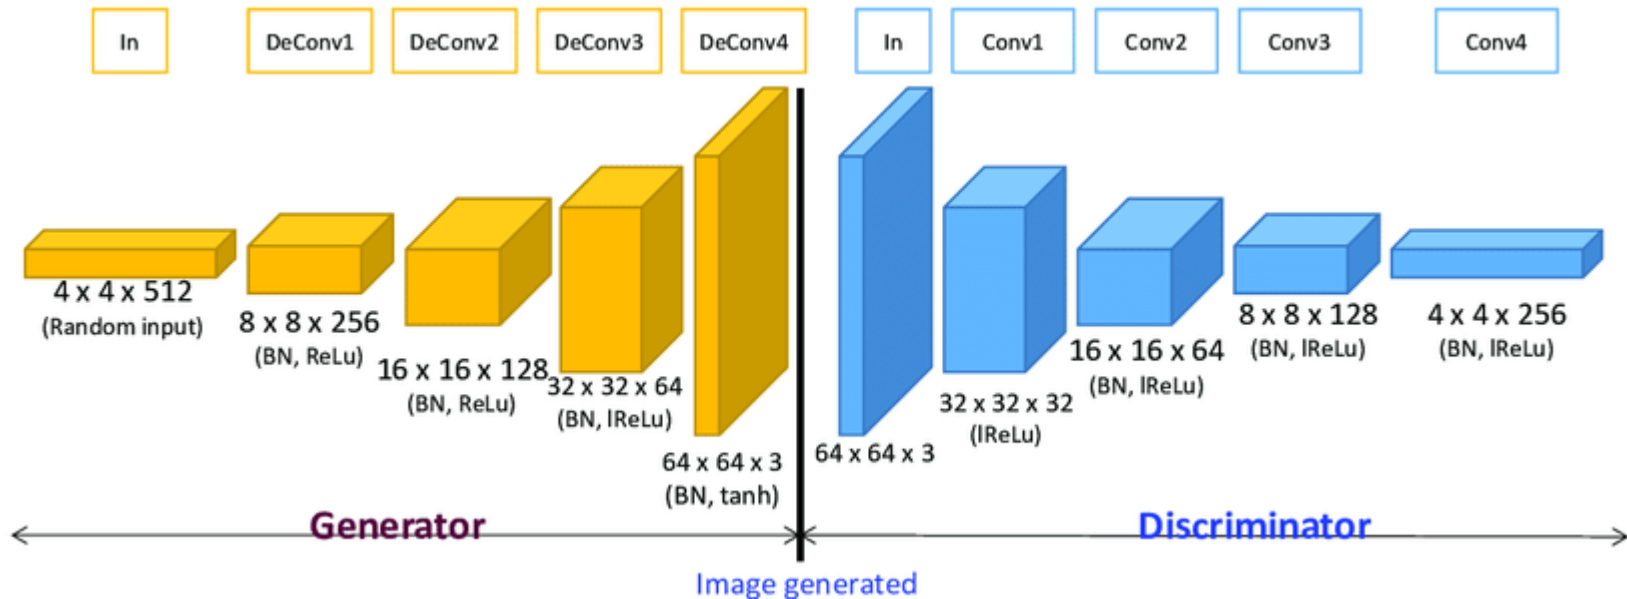 In
DeConv1
DeConv2
DeConv3
DeConv4
In
Conv1
Conv2
Conv3
Conv4
4 x 4 x 512
(Random input)
8 x 8 x 256
(BN, ReLu)
16 x 16 x 128
(BN, ReLu)
32 x 32 x 64
(BN, lReLu)
64 x 64 x 3
(BN, tanh)
64 x 64 x 3
32 x 32 x 32
(lReLu)
16 x 16 x 64
(BN, lReLu)
8 x 8 x 128
(BN, lReLu)
4 x 4 x 256
(BN, lReLu)
Generator
Discriminator
Image generated